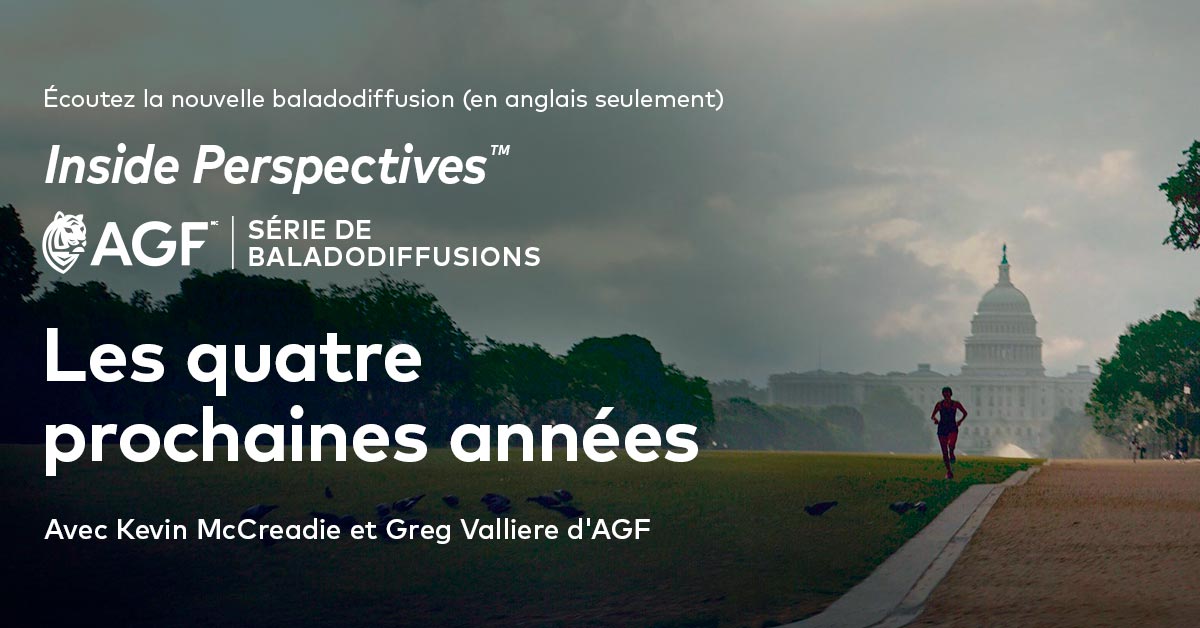 Écoutez la nouvelle baladodiffusion (en anglais seulement)
Inside Perspectives™
AGF MC | SÉRIE DE
BALADODIFFUSIONS
Les quatre
prochaines années
Avec Kevin McCreadie et Greg Valliere d'AGF